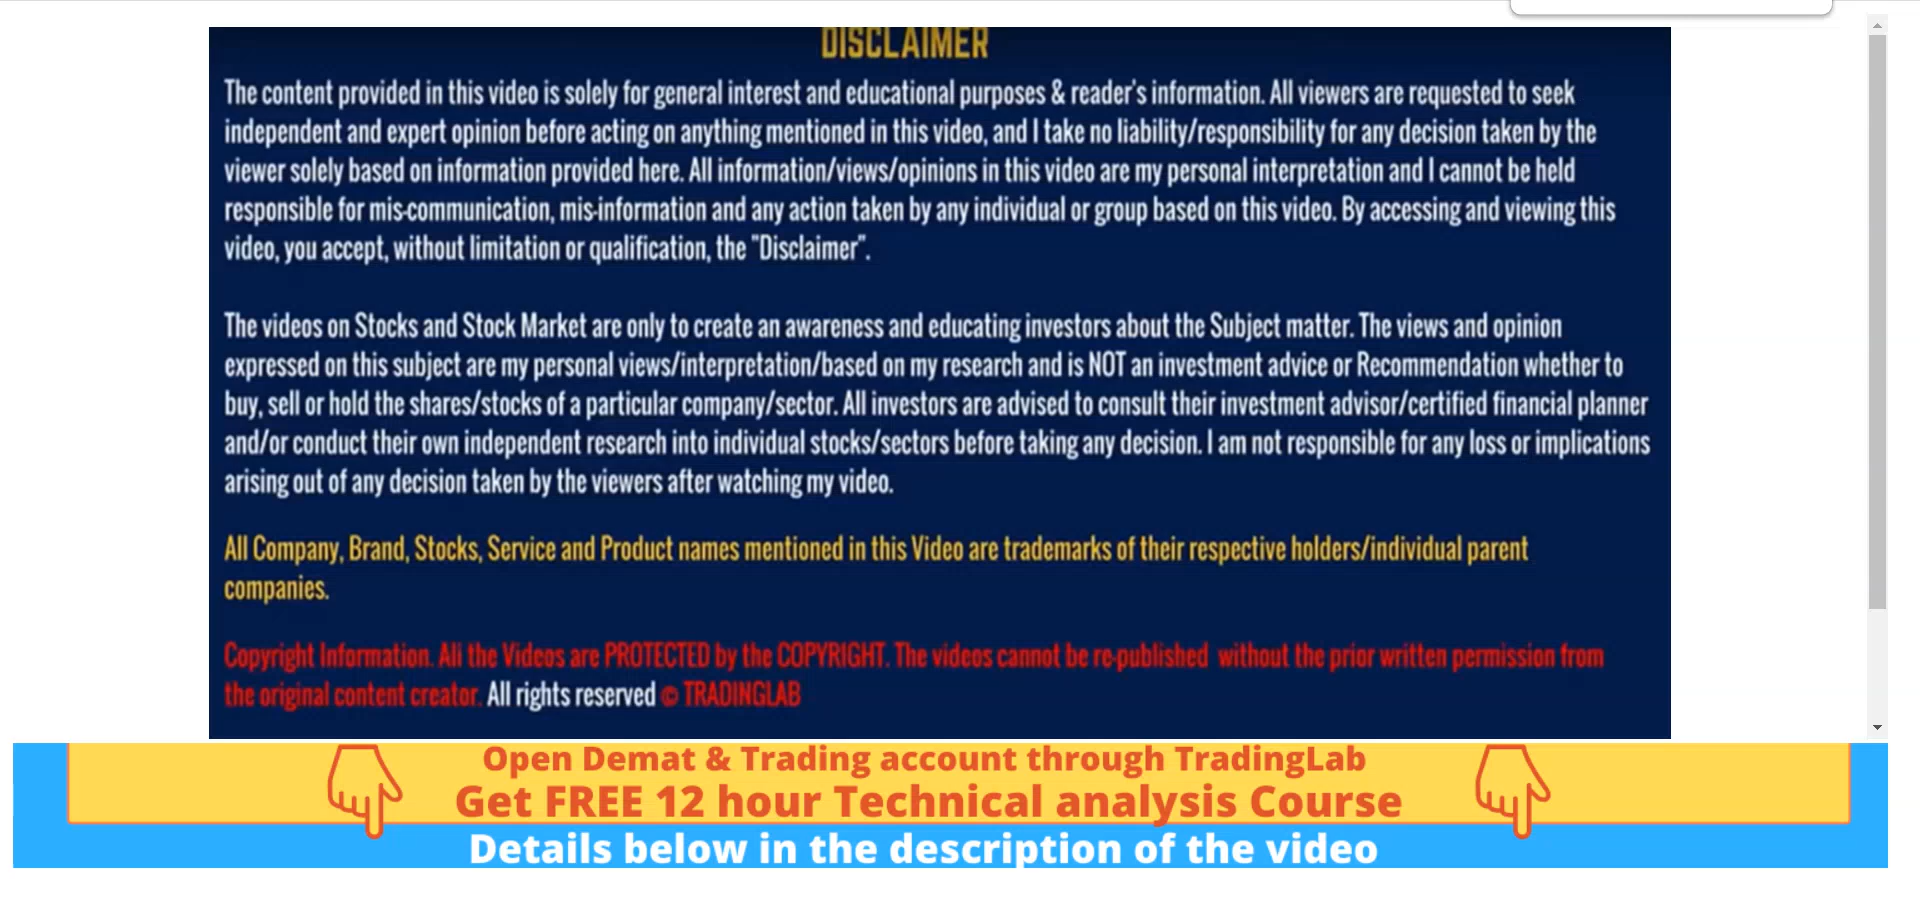 DISCLAIMER
The content provided in this video is solely for general interest and educational purposes & reader's information. All viewers are requested to seek
independent and expert opinion before acting on anything mentioned in this video, and I take no liability/responsibility for any decision taken by the
viewer solely based on information provided here. All information/views/opinions in this video are my personal interpretation and I cannot be held
responsible for mis-communication, mis-information and any action taken by any individual or group based on this video. By accessing and viewing this
video, you accept, without limitation or qualification, the "Disclaimer".
The videos on Stocks and Stock Market are only to create an awareness and educating investors about the Subject matter. The views and opinion
expressed on this subject are my personal views/interpretation/based on my research and is NOT an investment advice or Recommendation whether to
buy, sell or hold the shares/stocks of a particular company/sector. All investors are advised to consult their investment advisor/certified financial planner
and/or conduct their own independent research into individual stocks/sectors before taking any decision. I am not responsible for any loss or implications
arising out of any decision taken by the viewers after watching my video.
All Company, Brand, Stocks, Service and Product names mentioned in this Video are trademarks of their respective holders/individual parent
companies.
Copyright Information. All the Videos are PROTECTED by the COPYRIGHT. The videos cannot be re-published without the prior written permission from
the original content creator. All rights reserved © TRADINGLAB
Open Demat & Trading account through TradingLab
Get FREE 12 hour Technical analysis Course
Details below in the description of the video